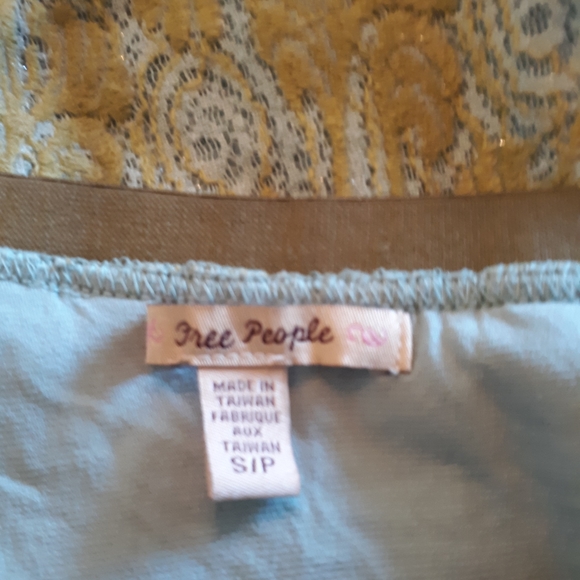 Free People
MADE IN
TAIWAN
FABRIQUE
AUX
TAIWAN
S/P